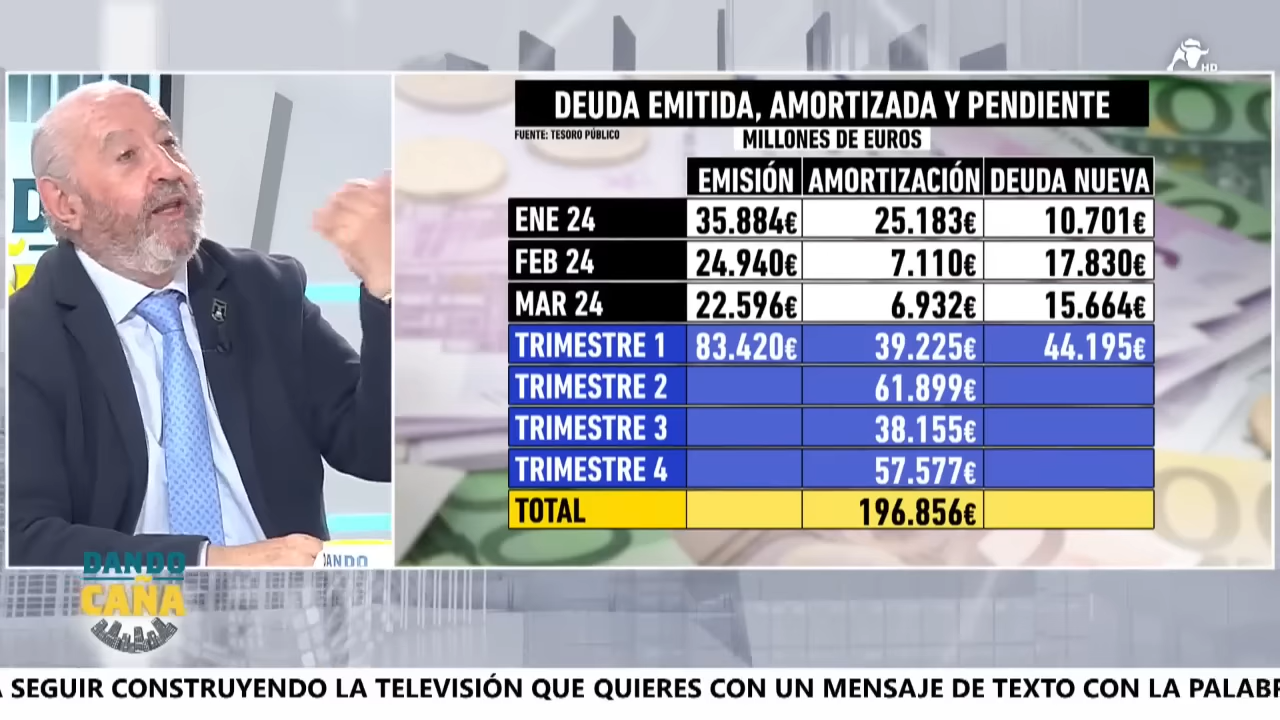 HD
DEUDA EMITIDA, AMORTIZADA Y PENDIENTE
FUENTE: TESORO PÚBLICO
MILLONES DE EUROS
EMISIÓN AMORTIZACIÓN DEUDA NUEVA
ENE 24 35.884€ 25.183€ 10.701€
FEB 24 24.940€ 7.110€ 17.830€
MAR 24 22.596€ 6.932€ 15.664€
TRIMESTRE 1 83.420€ 39.225€ 44.195€
TRIMESTRE 2 61.899€
TRIMESTRE 3 38.155€
TRIMESTRE 4 57.577€
TOTAL 196.856€
DANDO
DANDO
CAÑA
A SEGUIR CONSTRUYENDO LA TELEVISIÓN QUE QUIERES CON UN MENSAJE DE TEXTO CON LA PALABR